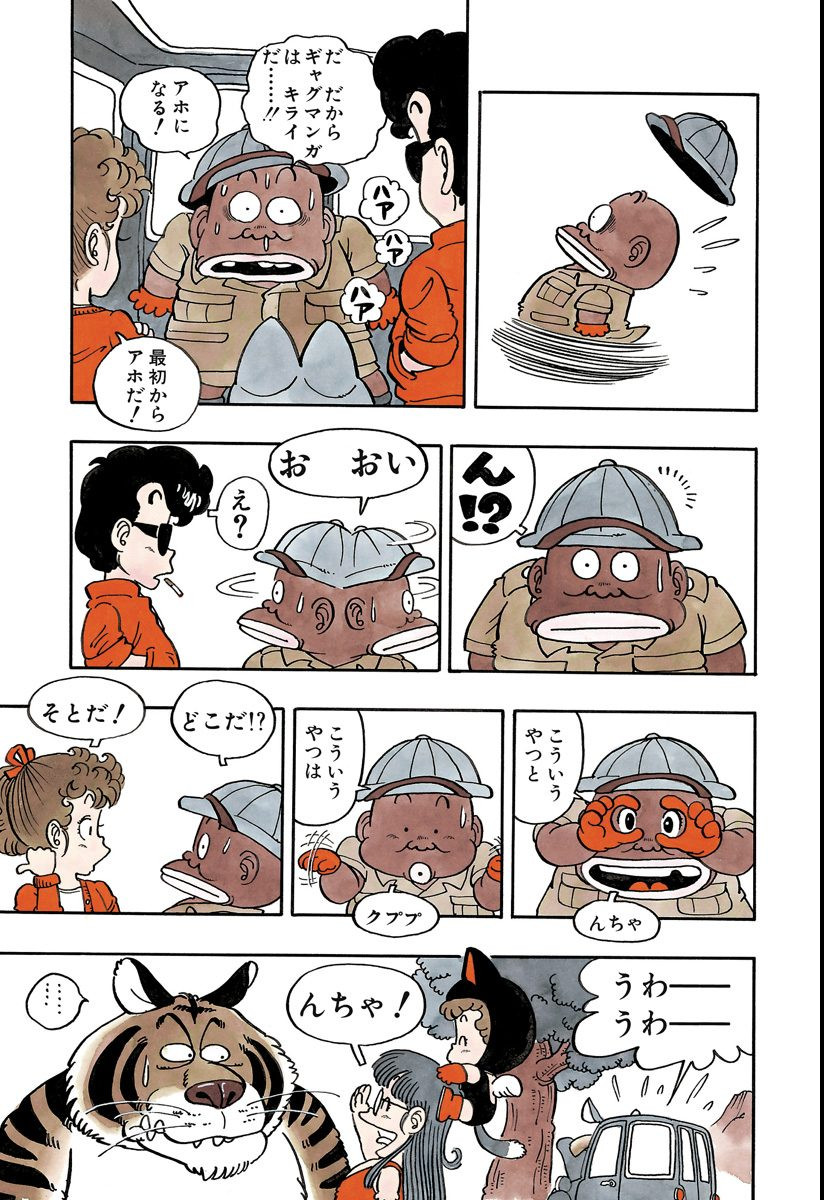 だ だから
ギャグマンガ
は キライ
だ……!!
ハァ
ハァ
ハァ
アホに
なる!
最初から
アホだ!
ん!?
お おい
え?
こういう
やつと
んちゃ
こういう
やつは
クププ
どこだ!?
そとだ!
うわ――
うわ――
んちゃ!
……